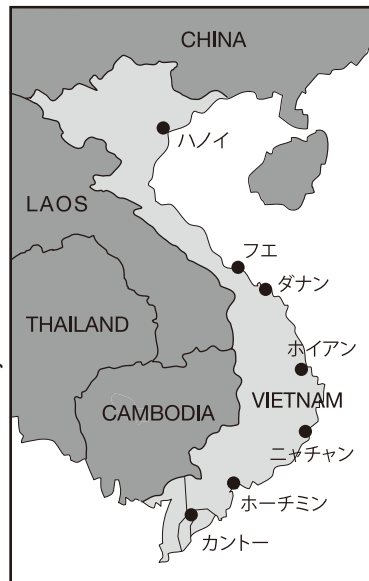 CHINA
ハノイ
LAOS
フエ
ダナン
THAILAND
ホイアン
CAMBODIA
VIETNAM
ニャチャン
ホーチミン
カントー